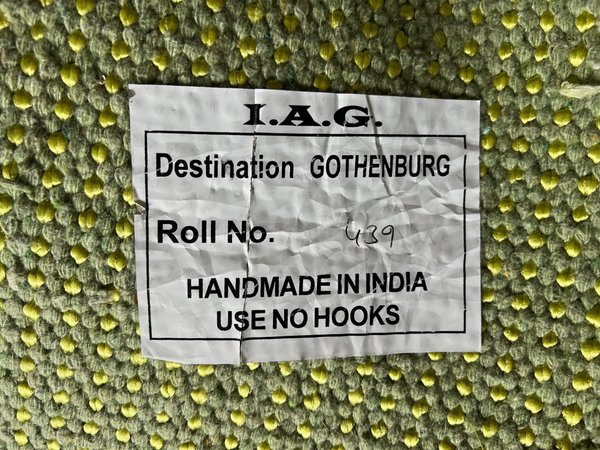 I.A.G.
Destination GOTHENBURG
Roll No. 439
HANDMADE IN INDIA
USE NO HOOKS